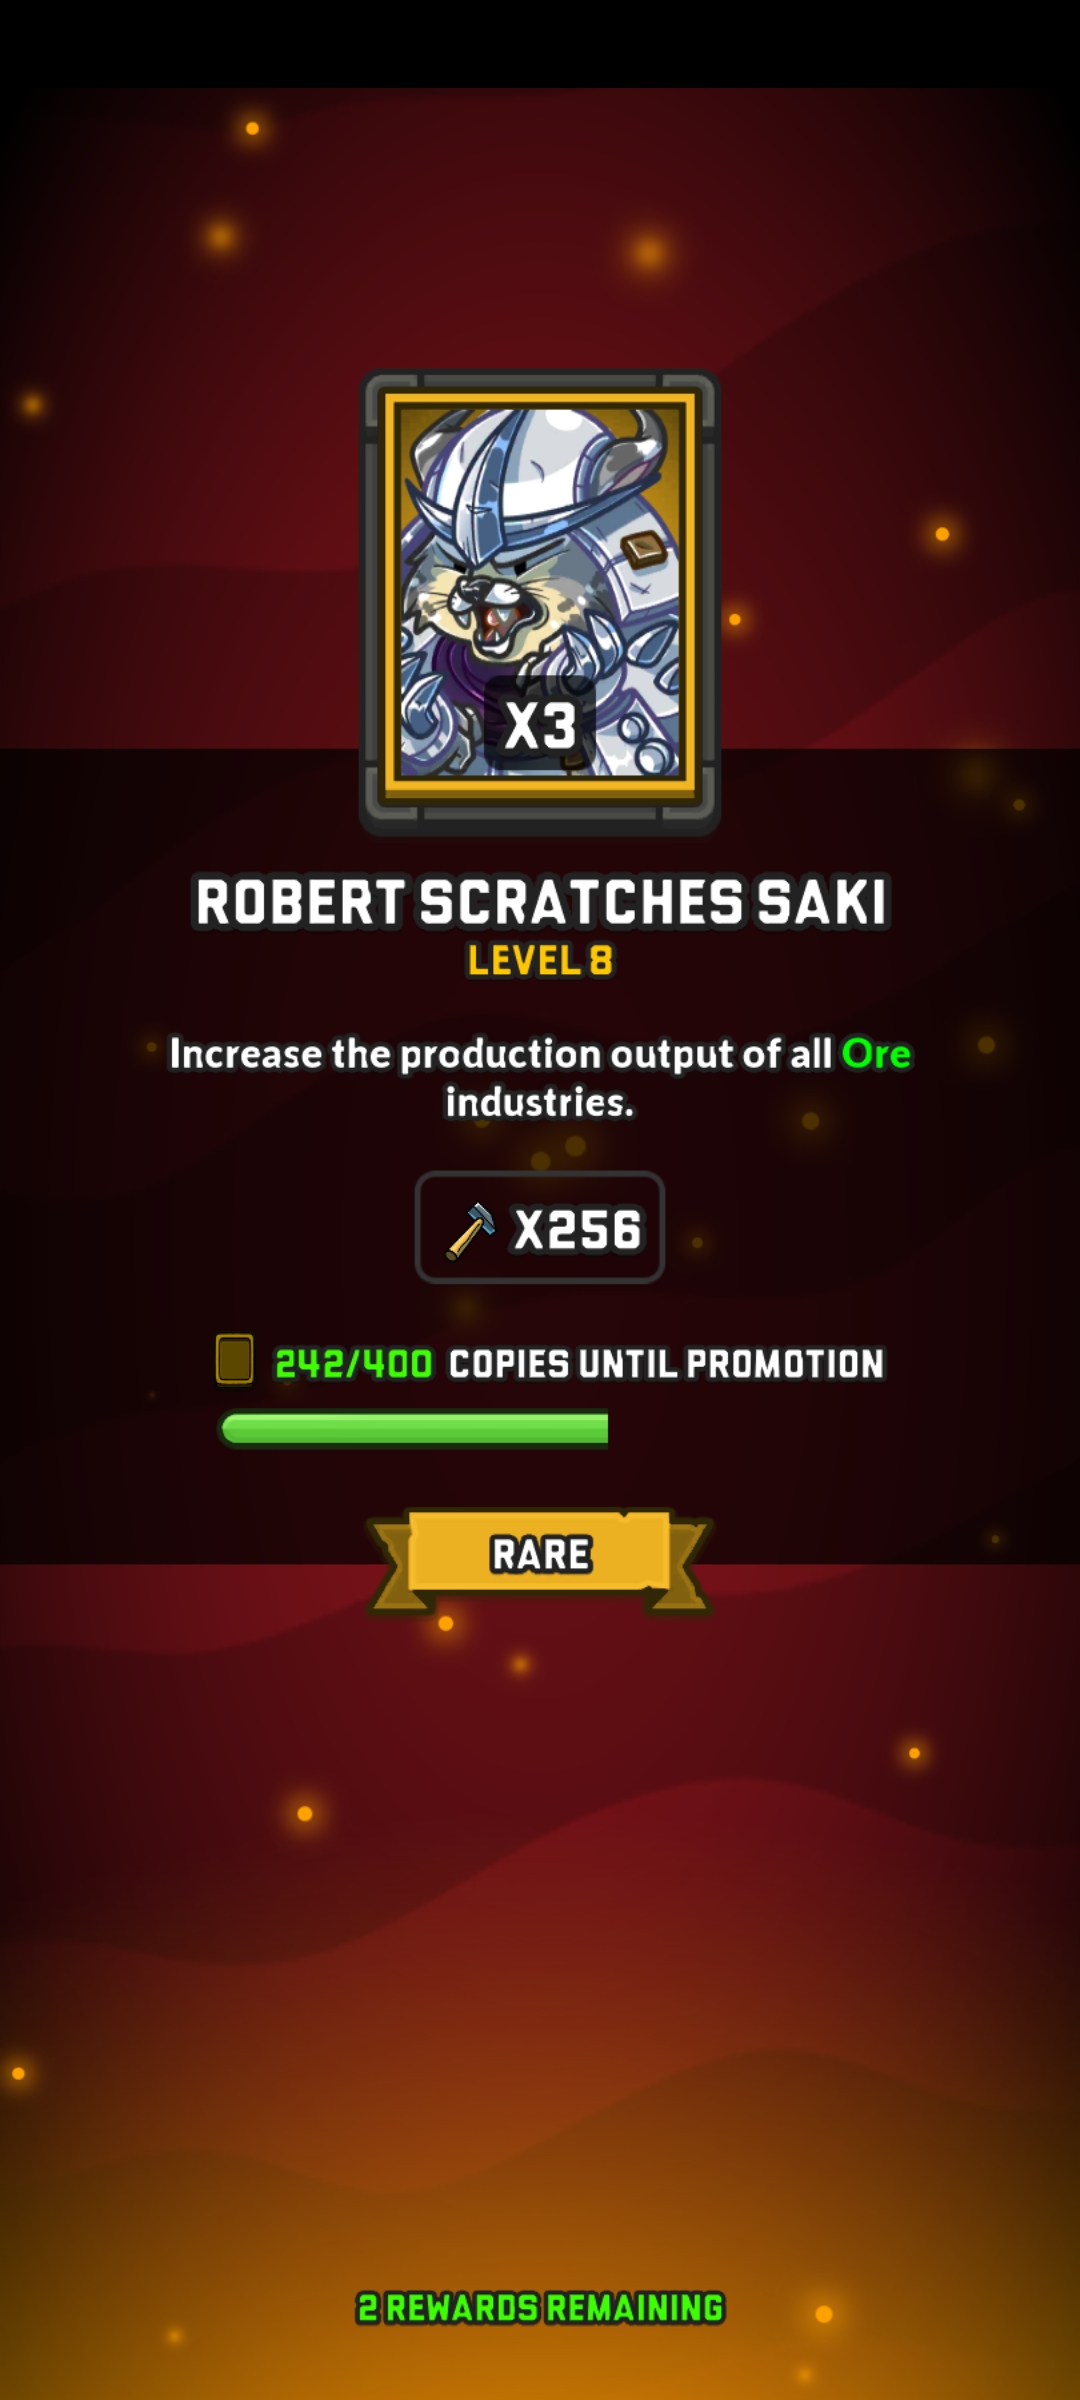 X3
ROBERT SCRATCHES SAKI
LEVEL 8
Increase the production output of all Ore
industries.
X256
242/400 COPIES UNTIL PROMOTION
RARE
2 REWARDS REMAINING